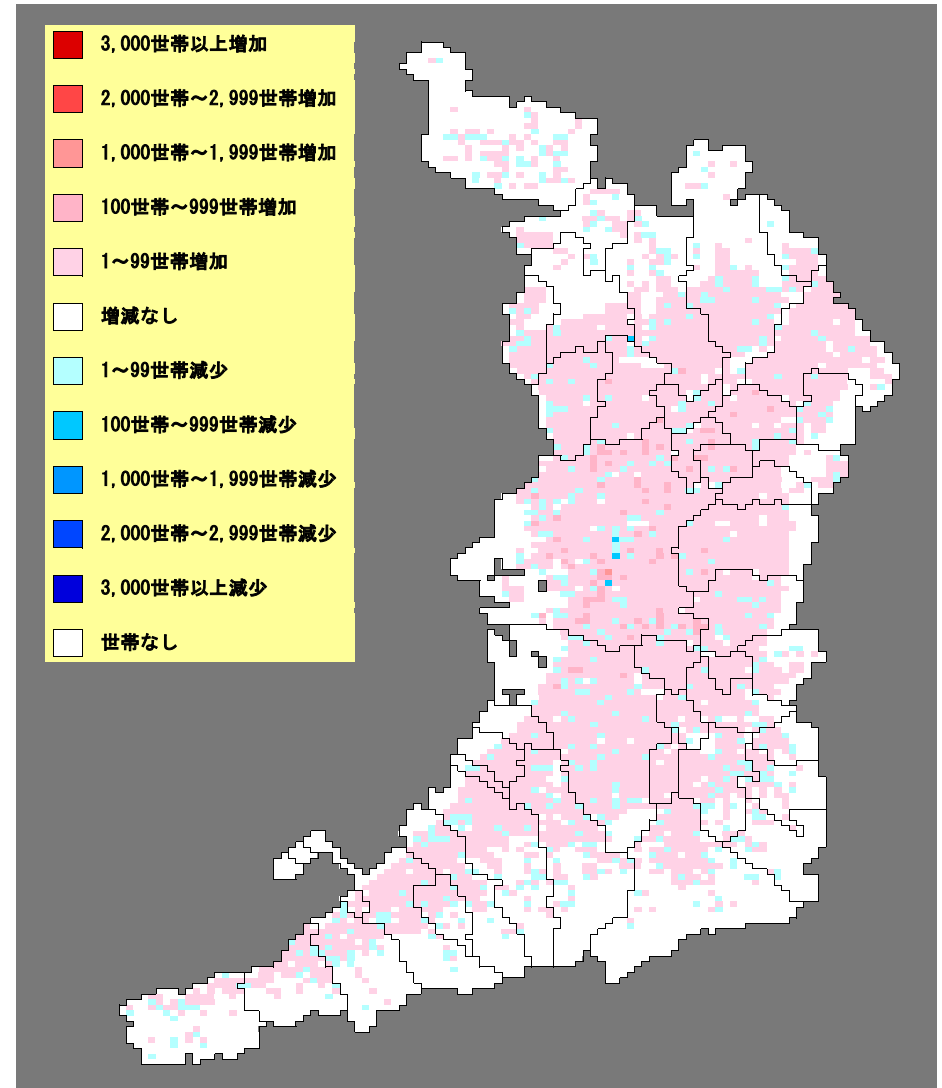 3,000世帯以上増加
2,000世帯～2,999世帯増加
1,000世帯～1,999世帯増加
100世帯～999世帯増加
1～99世帯増加
増減なし
1～99世帯減少
100世帯～999世帯減少
1,000世帯～1,999世帯減少
2,000世帯～2,999世帯減少
3,000世帯以上減少
世帯なし